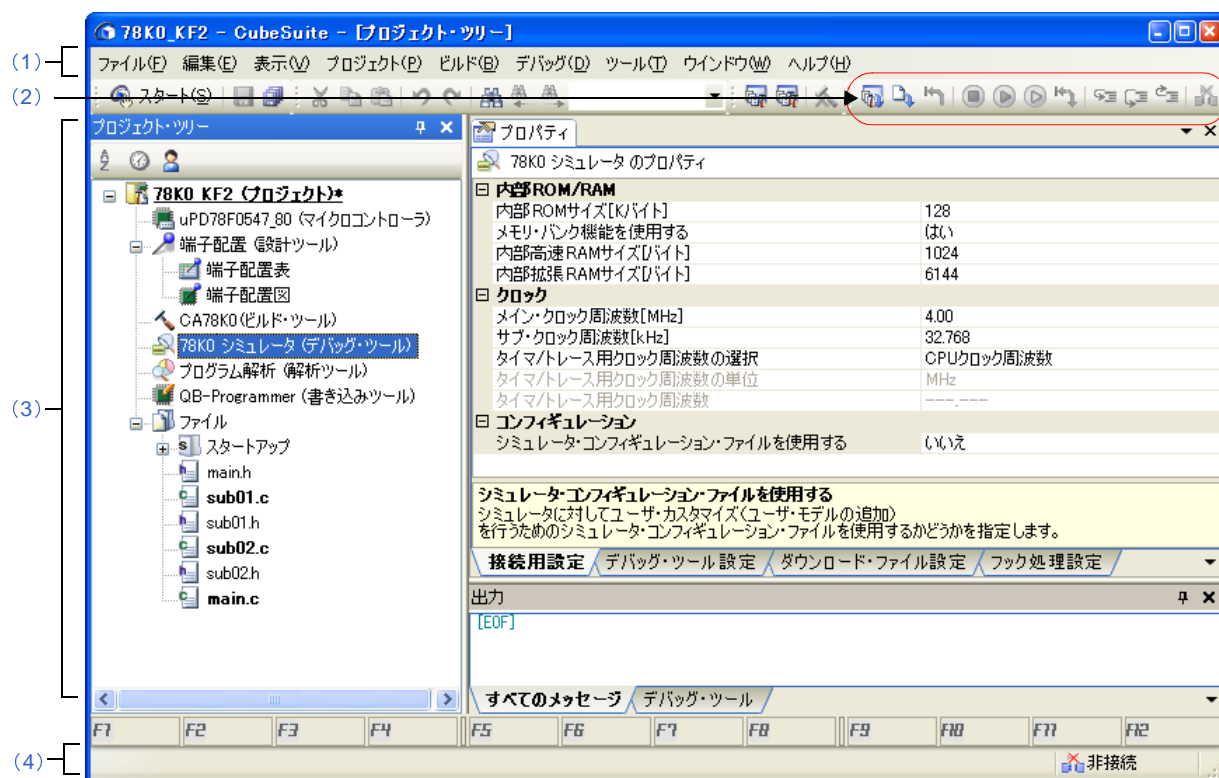 78K0_KF2 - CubeSuite - [プロジェクト・ツリー]
(1)
ファイル(F) 編集(E) 表示(V) プロジェクト(P) ビルド(B) デバッグ(D) ツール(T) ウインドウ(W) ヘルプ(H)
(2)
スタート(S)
プロジェクト・ツリー
78K0_KF2 (プロジェクト)*
uPD78F0547_80 (マイクロコントローラ)
端子配置 (設計ツール)
端子配置表
端子配置図
CA78K0 (ビルド・ツール)
78K0 シミュレータ (デバッグ・ツール)
プログラム解析 (解析ツール)
QB-Programmer (書き込みツール)
(3)
ファイル
スタートアップ
main.h
sub01.c
sub01.h
sub02.c
sub02.h
main.c
プロパティ
78K0 シミュレータ のプロパティ
内部ROM/RAM
内部ROMサイズ[Kバイト] 128
メモリ・バンク機能を使用する はい
内部高速RAMサイズ[バイト] 1024
内部拡張RAMサイズ[バイト] 6144
クロック
メイン・クロック周波数[MHz] 4.00
サブ・クロック周波数[kHz] 32.768
タイマ/トレース用クロック周波数の選択 CPUクロック周波数
タイマ/トレース用クロック周波数の単位 MHz
タイマ/トレース用クロック周波数 ---.---
コンフィギュレーション
シミュレータ・コンフィギュレーション・ファイルを使用する いいえ
シミュレータ・コンフィギュレーション・ファイルを使用する
シミュレータに対してユーザ・カスタマイズ(ユーザ・モデルの追加)
を行うためのシミュレータ・コンフィギュレーション・ファイルを使用するかどうかを指定します。
接続用設定 デバッグ・ツール設定 ダウンロード・ファイル設定 フック処理設定
出力
[EOF]
すべてのメッセージ デバッグ・ツール
F1 F2 F3 F4 F5 F6 F7 F8 F9 F10 F11 F12
(4)
非接続